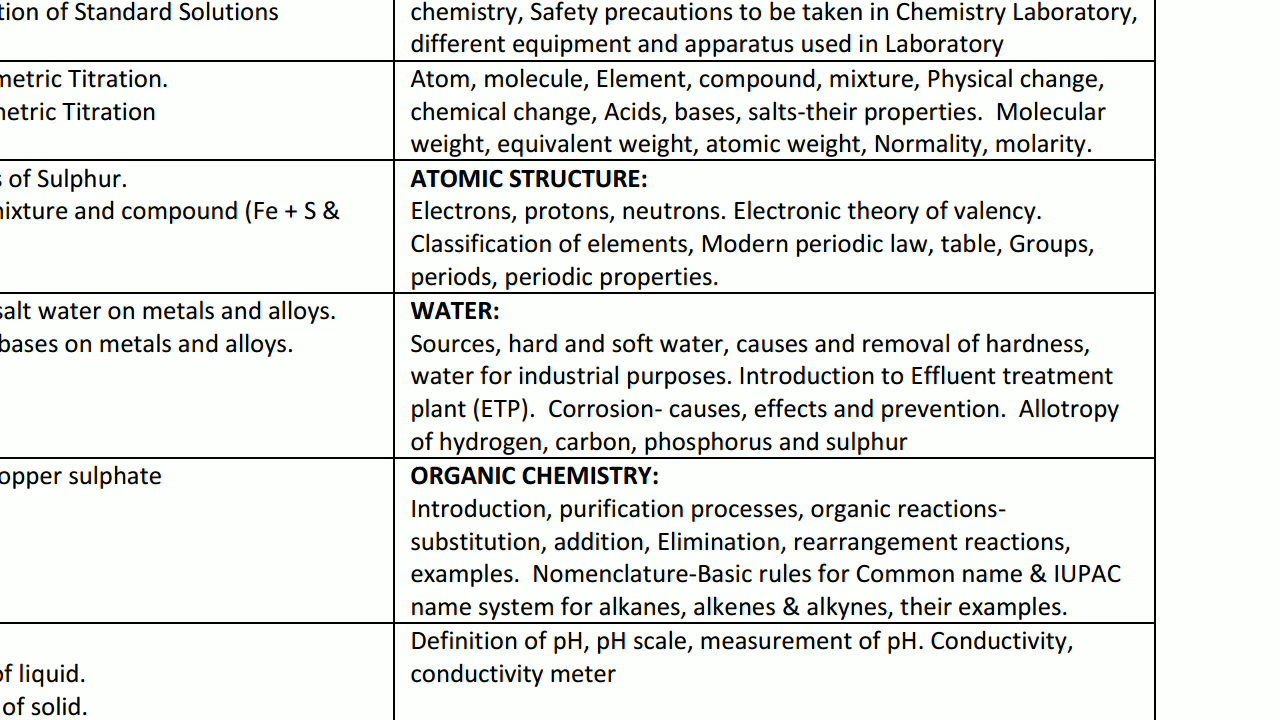 tion of Standard Solutions
chemistry, Safety precautions to be taken in Chemistry Laboratory,
different equipment and apparatus used in Laboratory
metric Titration.
metric Titration
Atom, molecule, Element, compound, mixture, Physical change,
chemical change, Acids, bases, salts-their properties.  Molecular
weight, equivalent weight, atomic weight, Normality, molarity.
s of Sulphur.
mixture and compound (Fe + S &
ATOMIC STRUCTURE:
Electrons, protons, neutrons. Electronic theory of valency.
Classification of elements, Modern periodic law, table, Groups,
periods, periodic properties.
salt water on metals and alloys.
bases on metals and alloys.
WATER:
Sources, hard and soft water, causes and removal of hardness,
water for industrial purposes. Introduction to Effluent treatment
plant (ETP).  Corrosion- causes, effects and prevention.  Allotropy
of hydrogen, carbon, phosphorus and sulphur
opper sulphate
ORGANIC CHEMISTRY:
Introduction, purification processes, organic reactions-
substitution, addition, Elimination, rearrangement reactions,
examples.  Nomenclature-Basic rules for Common name & IUPAC
name system for alkanes, alkenes & alkynes, their examples.
of liquid.
of solid.
Definition of pH, pH scale, measurement of pH. Conductivity,
conductivity meter